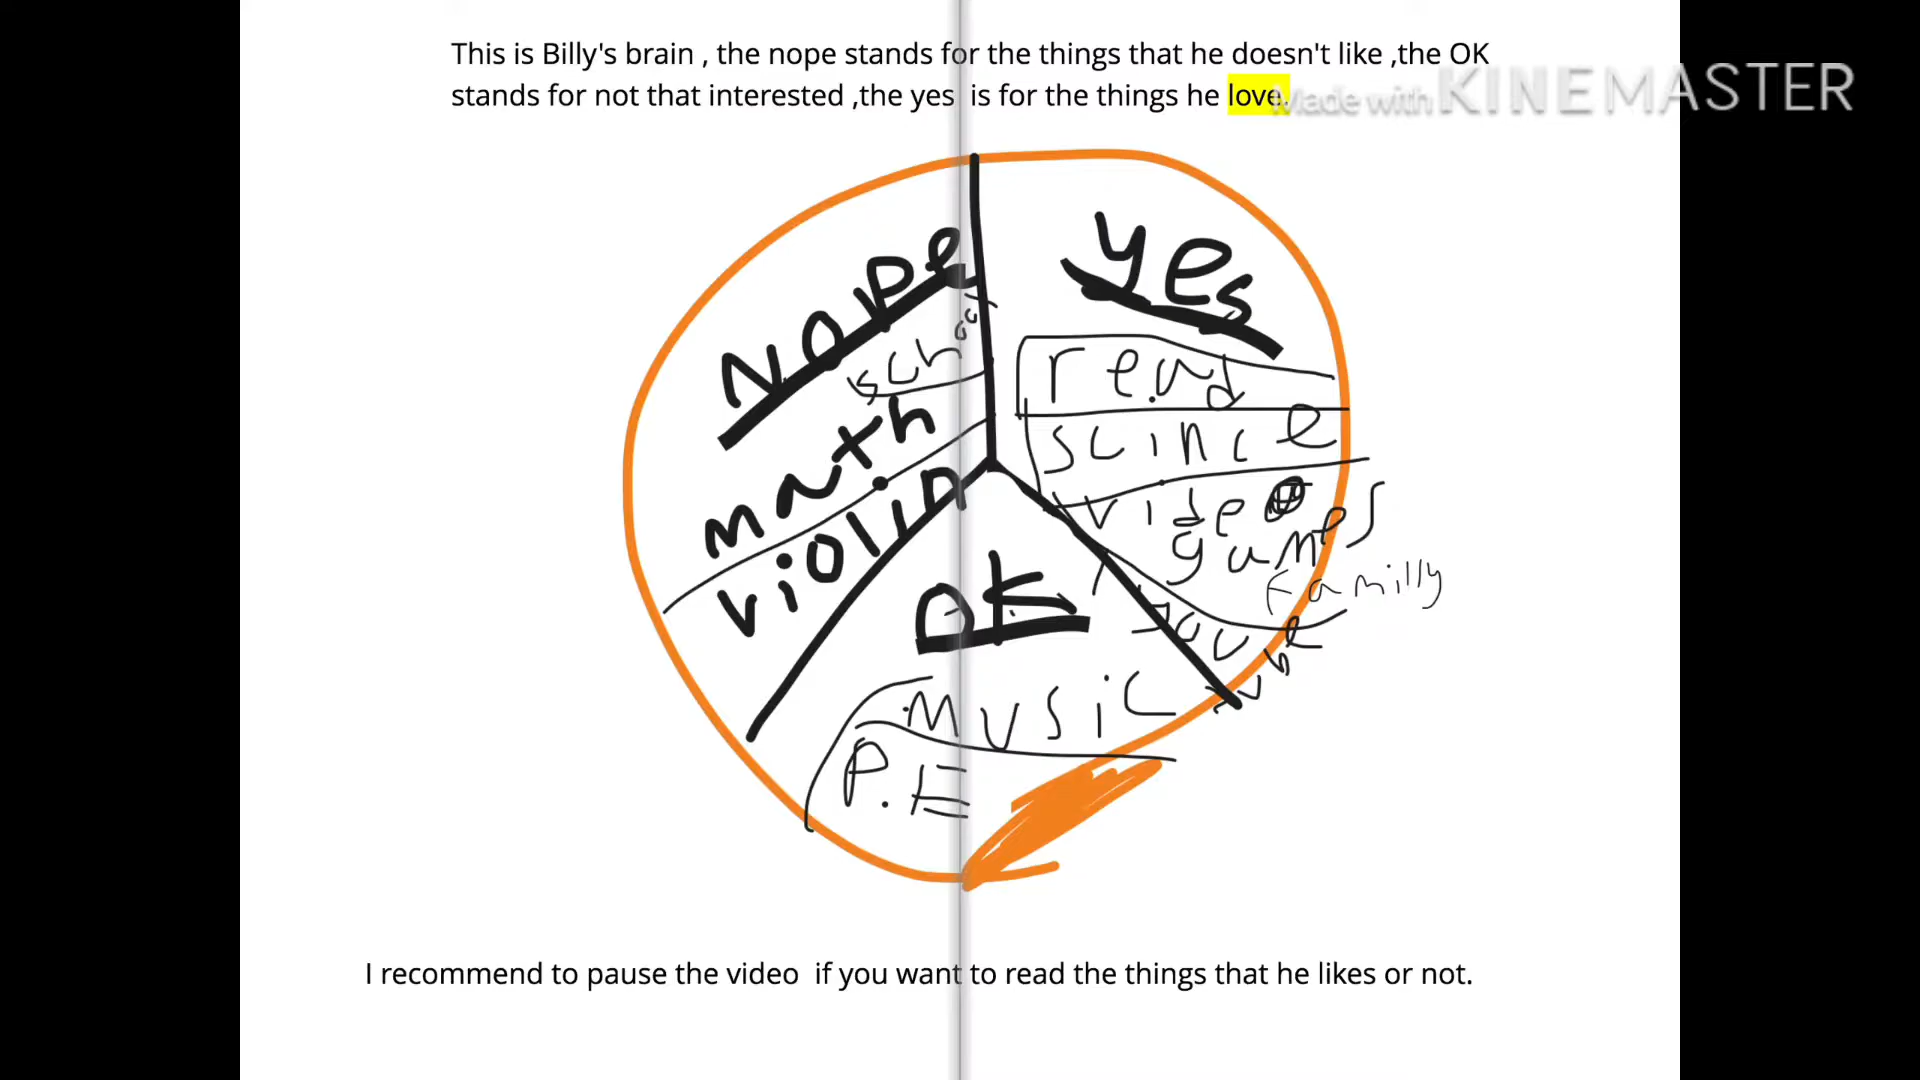 This is Billy's brain , the nope stands for the things that he doesn't like ,the OK
stands for not that interested ,the yes is for the things he love.
Made with KINEMASTER
Nope
school
math
violin
yes
read
scince
video
games
Familly
you
tube
OK
Music
P.E
I recommend to pause the video if you want to read the things that he likes or not.